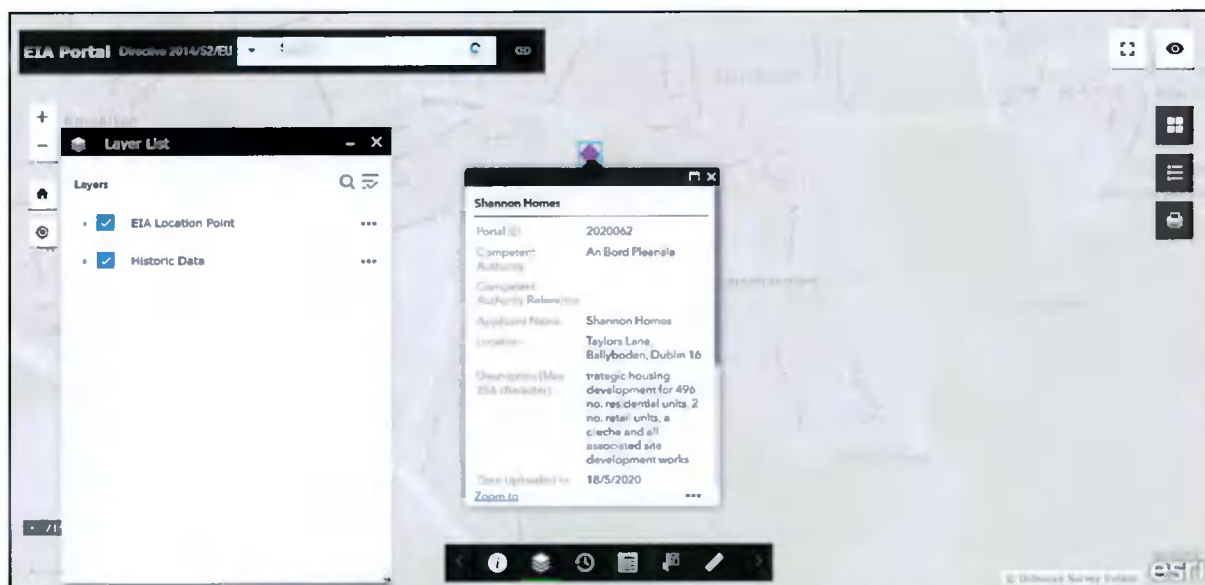 EIA Portal Directive 2014/52/EU
Layer List
Layers
EIA Location Point
Historic Data
Shannon Homes
Portal ID 2020062
Competent Authority An Bord Pleanala
Competent
Authority Reference
Applicant Name Shannon Homes
Location Taylors Lane,
Ballyboden, Dublin 16
Description (Max trategic housing
256 characters) development for 496
no. residential units, 2
no. retail units, a
creche and all
associated site
development works
Date Uploaded to 18/5/2020
Zoom to
esri